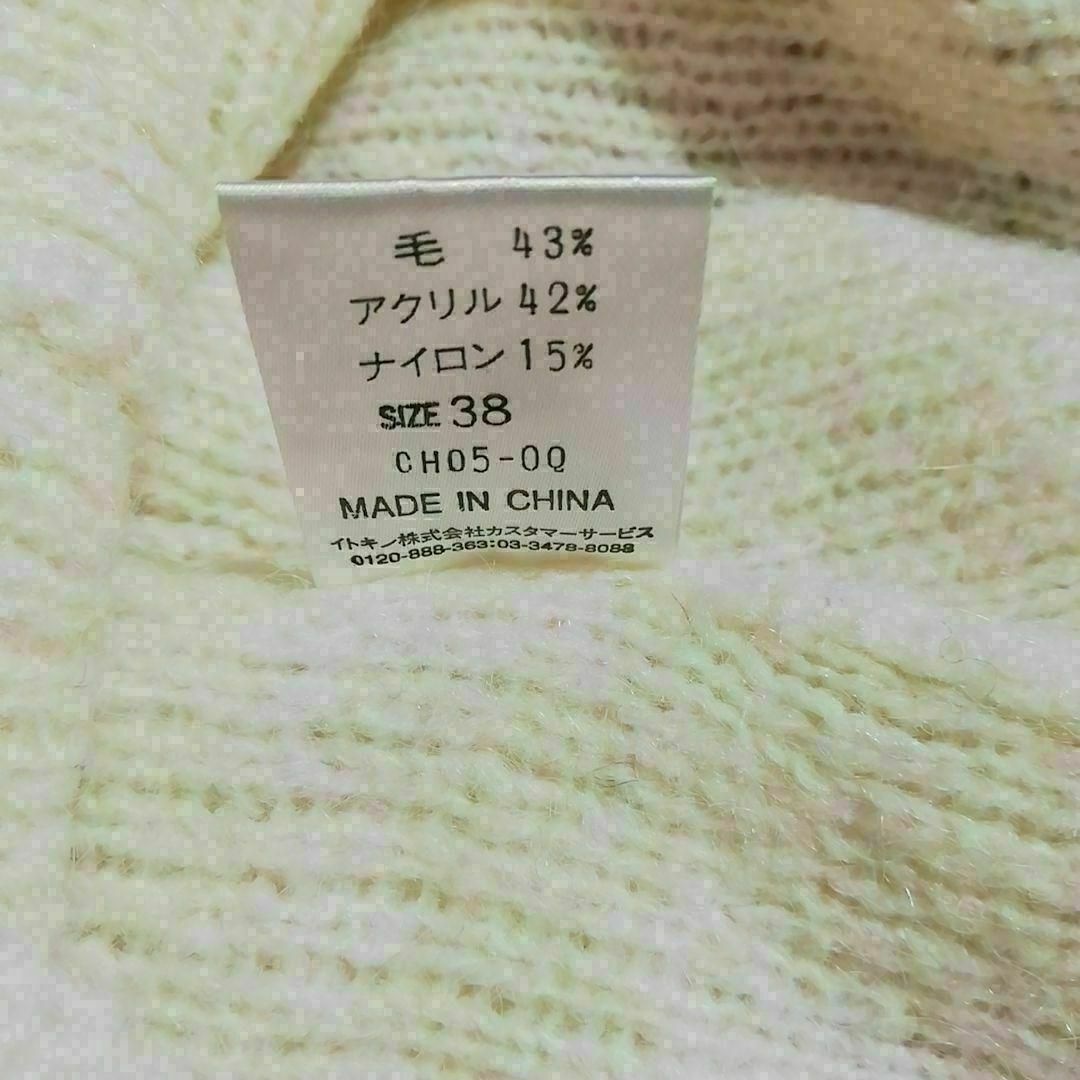 毛 43%
アクリル 42%
ナイロン 15%
SIZE 38
CH05-0Q
MADE IN CHINA
イトキン株式会社カスタマーサービス
0120-888-363:03-3478-8088